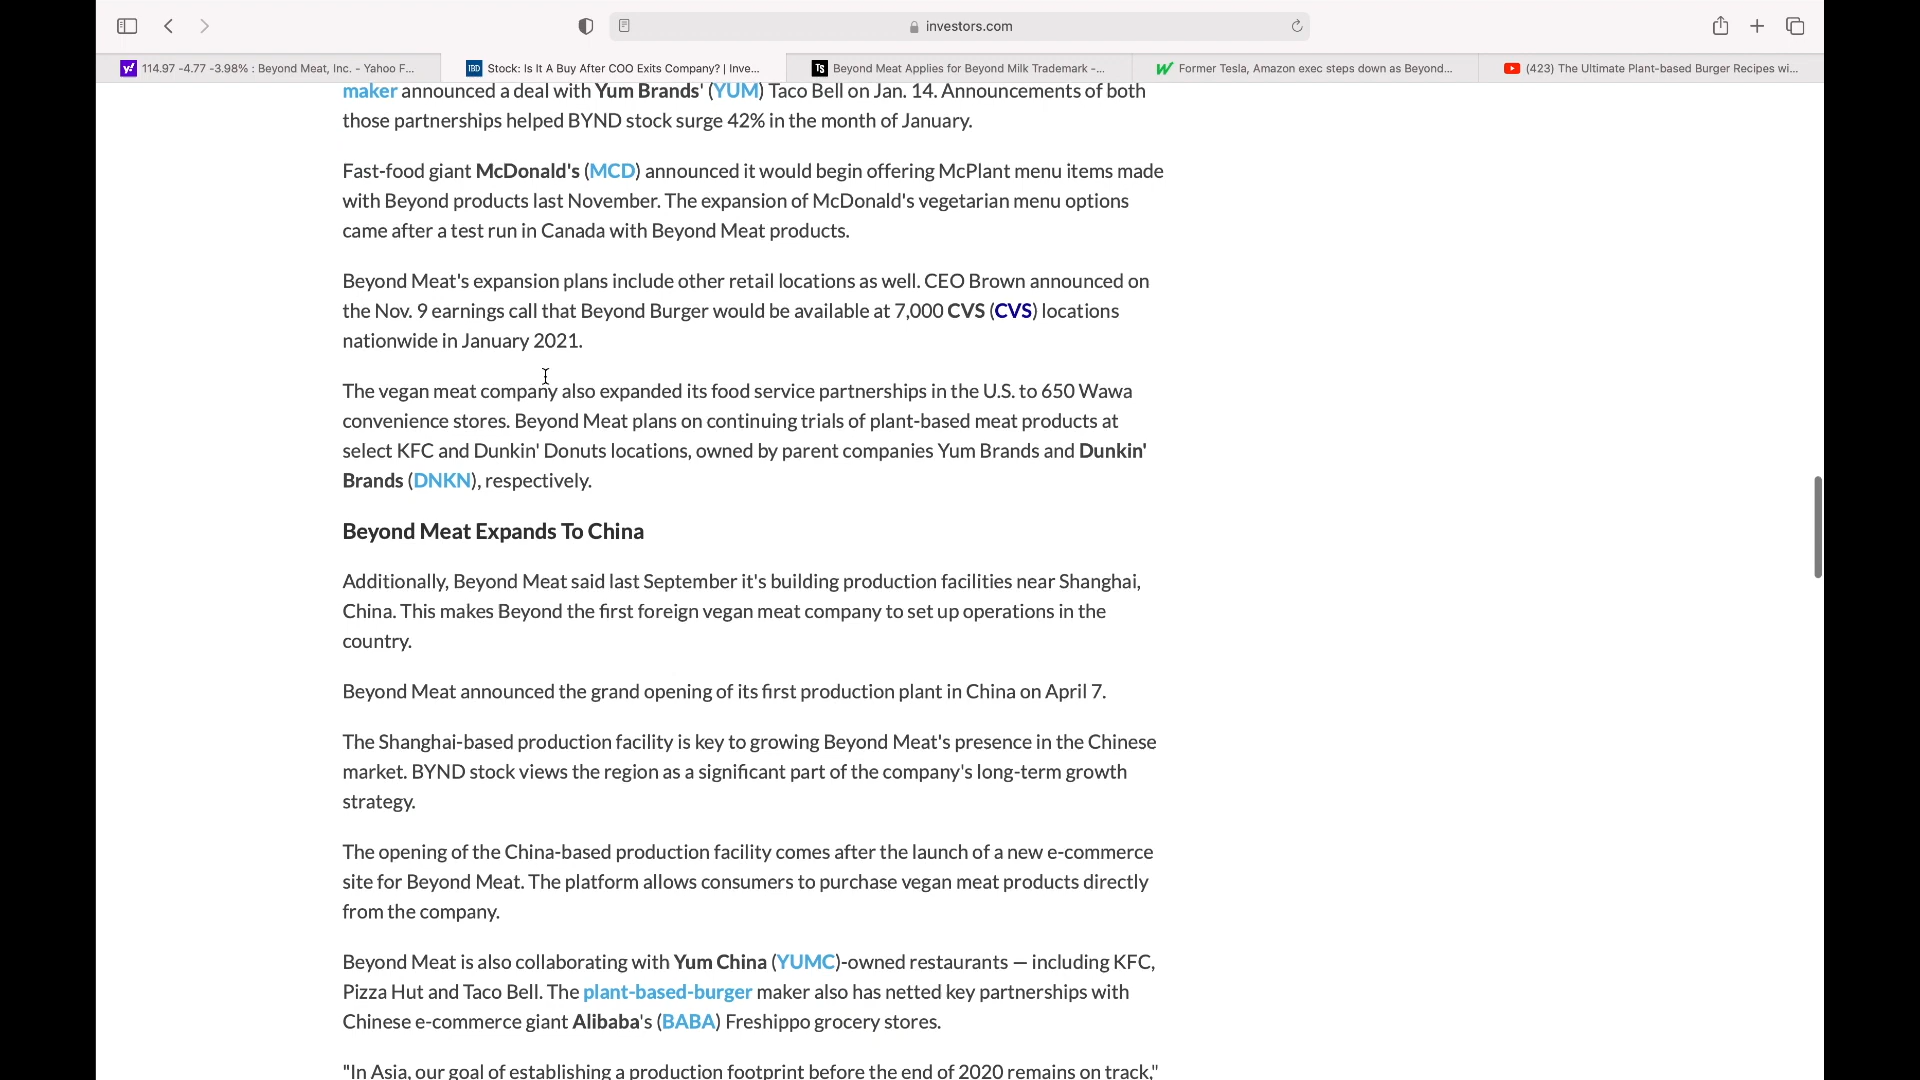 investors.com
114.97 -4.77 -3.98% : Beyond Meat, Inc. - Yahoo F...
IBD Stock: Is It A Buy After COO Exits Company? | Inve...
TS Beyond Meat Applies for Beyond Milk Trademark -...
Former Tesla, Amazon exec steps down as Beyond...
(423) The Ultimate Plant-based Burger Recipes wi...
maker announced a deal with Yum Brands' (YUM) Taco Bell on Jan. 14. Announcements of both
those partnerships helped BYND stock surge 42% in the month of January.
Fast-food giant McDonald's (MCD) announced it would begin offering McPlant menu items made
with Beyond products last November. The expansion of McDonald's vegetarian menu options
came after a test run in Canada with Beyond Meat products.
Beyond Meat's expansion plans include other retail locations as well. CEO Brown announced on
the Nov. 9 earnings call that Beyond Burger would be available at 7,000 CVS (CVS) locations
nationwide in January 2021.
The vegan meat company also expanded its food service partnerships in the U.S. to 650 Wawa
convenience stores. Beyond Meat plans on continuing trials of plant-based meat products at
select KFC and Dunkin' Donuts locations, owned by parent companies Yum Brands and Dunkin'
Brands (DNKN), respectively.
Beyond Meat Expands To China
Additionally, Beyond Meat said last September it's building production facilities near Shanghai,
China. This makes Beyond the first foreign vegan meat company to set up operations in the
country.
Beyond Meat announced the grand opening of its first production plant in China on April 7.
The Shanghai-based production facility is key to growing Beyond Meat's presence in the Chinese
market. BYND stock views the region as a significant part of the company's long-term growth
strategy.
The opening of the China-based production facility comes after the launch of a new e-commerce
site for Beyond Meat. The platform allows consumers to purchase vegan meat products directly
from the company.
Beyond Meat is also collaborating with Yum China (YUMC)-owned restaurants — including KFC,
Pizza Hut and Taco Bell. The plant-based-burger maker also has netted key partnerships with
Chinese e-commerce giant Alibaba's (BABA) Freshippo grocery stores.
"In Asia, our goal of establishing a production footprint before the end of 2020 remains on track,"